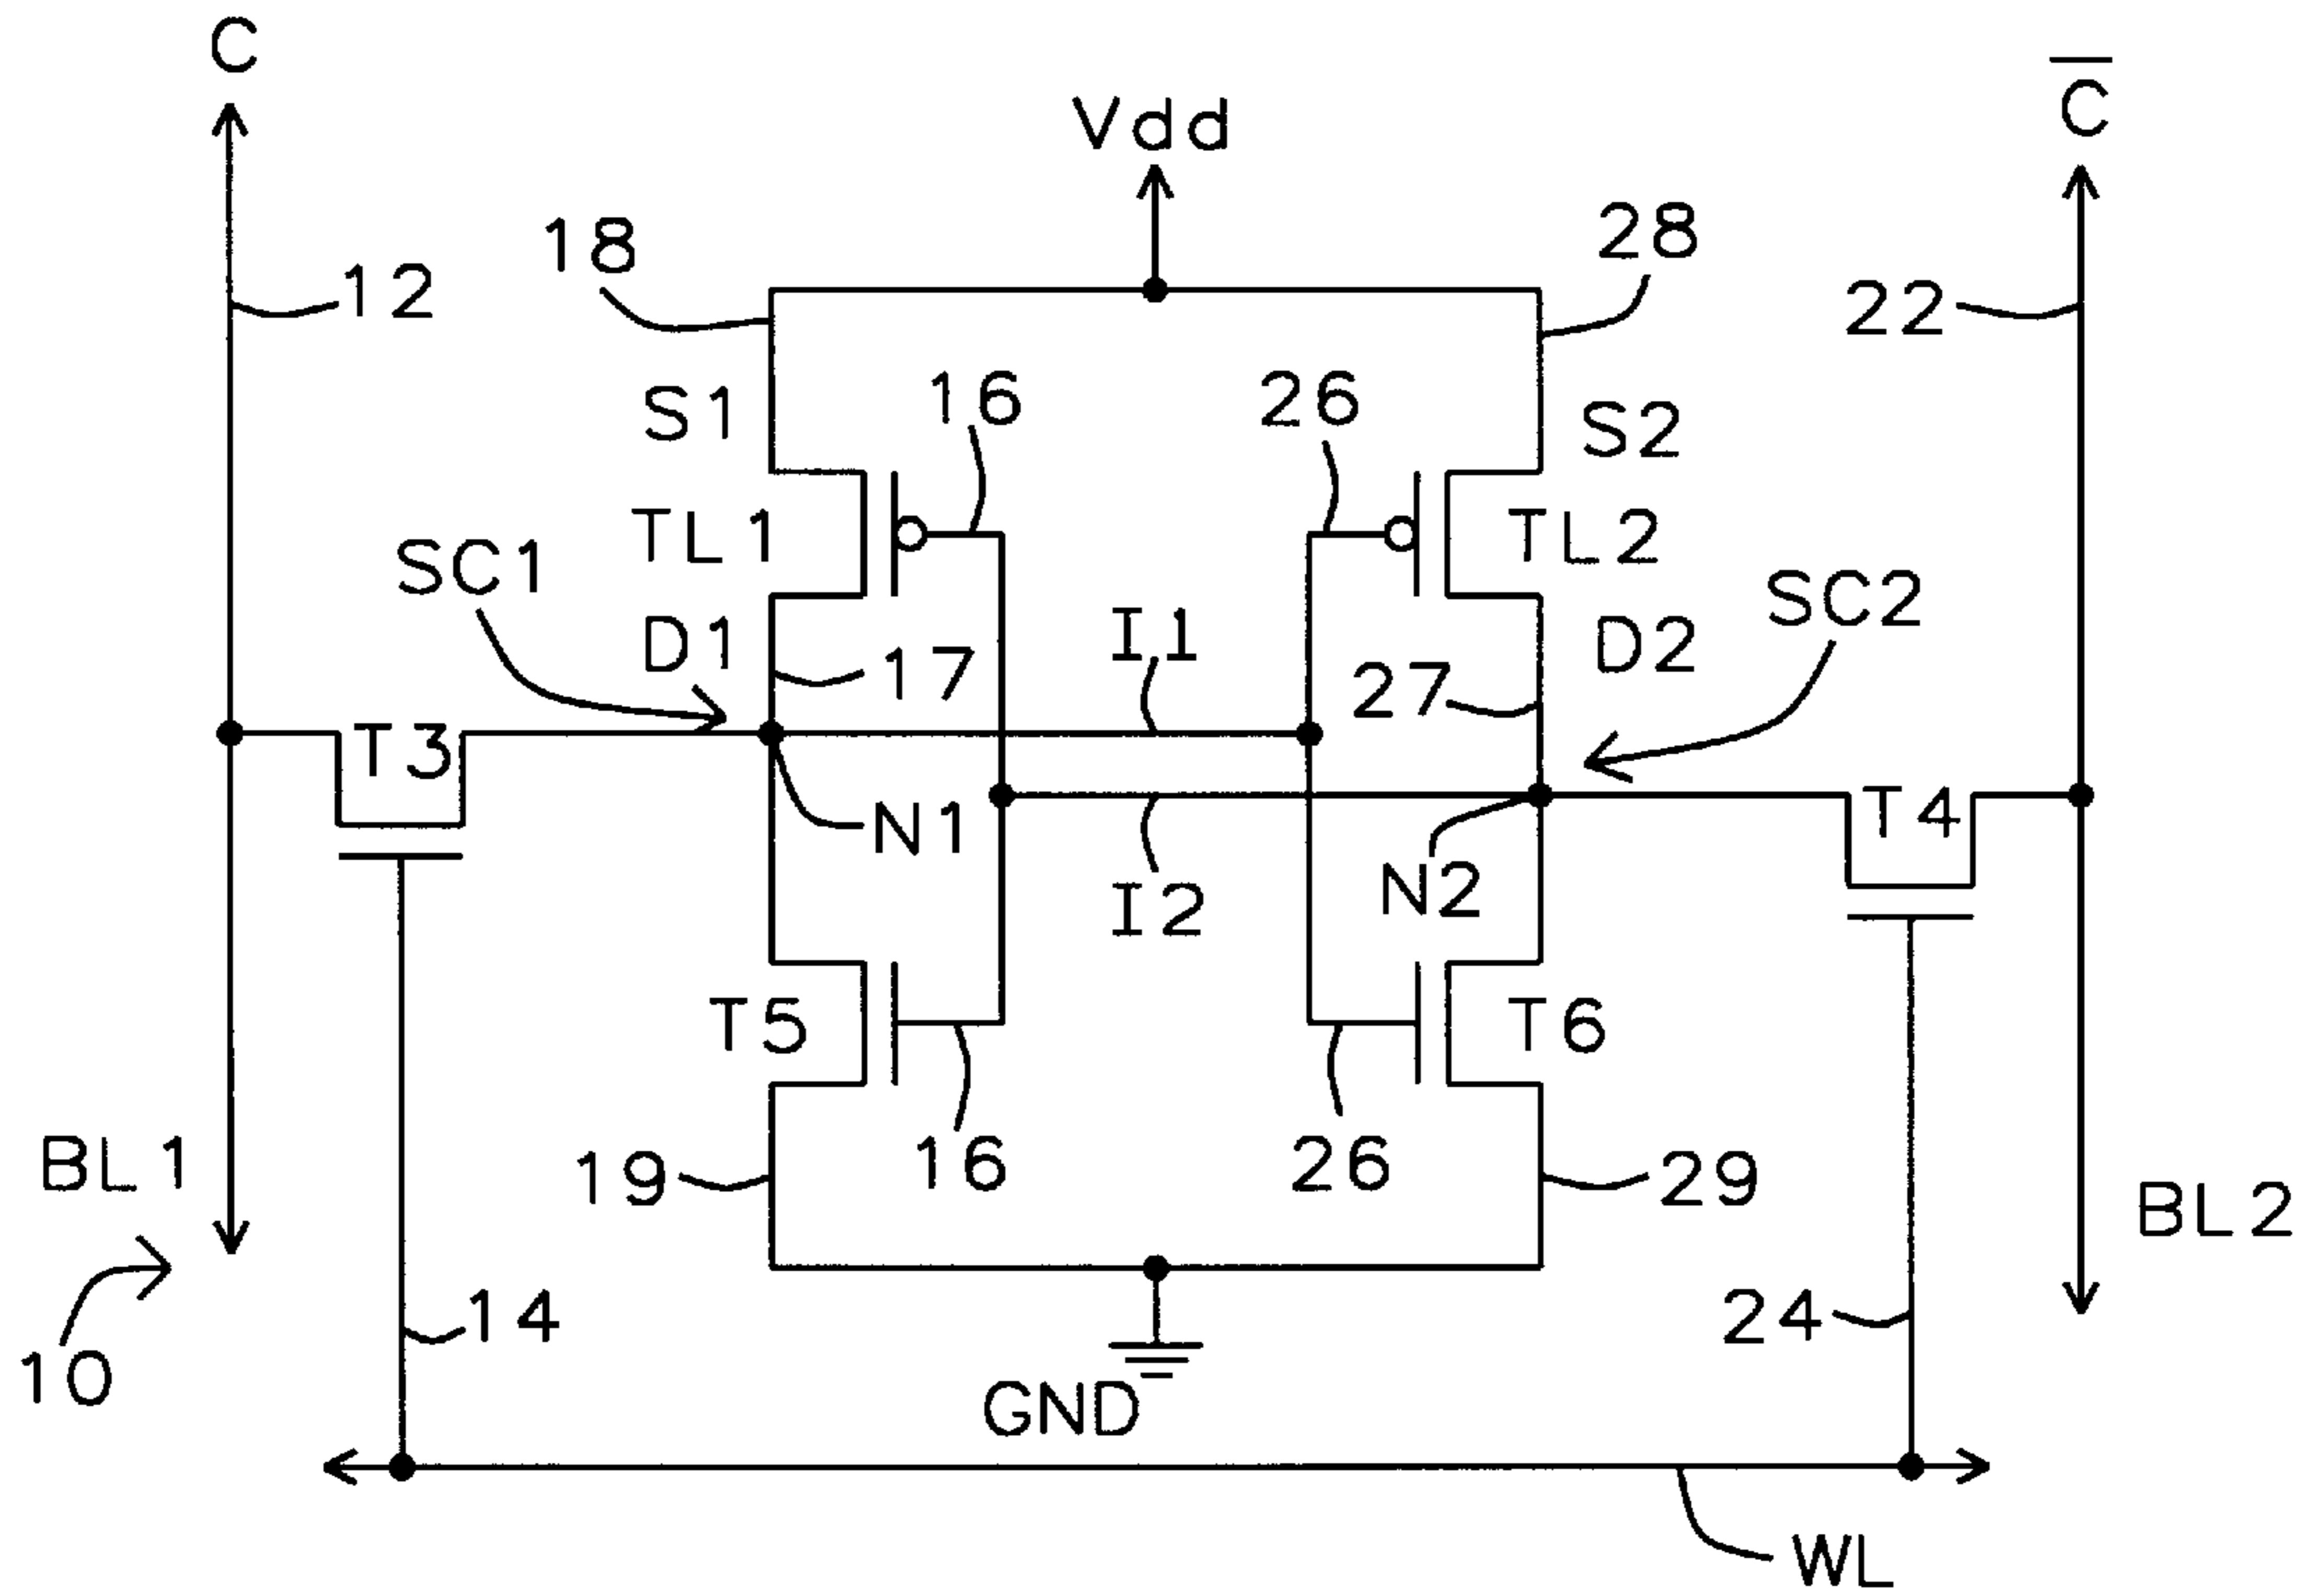 C
C̅
Vdd
18
28
12
22
S1
16
26
S2
TL1
TL2
SC1
SC2
D1
I1
D2
17
27
T3
N1
T4
I2
N2
T5
T6
BL1
19
16
26
29
BL2
14
24
10
GND
WL